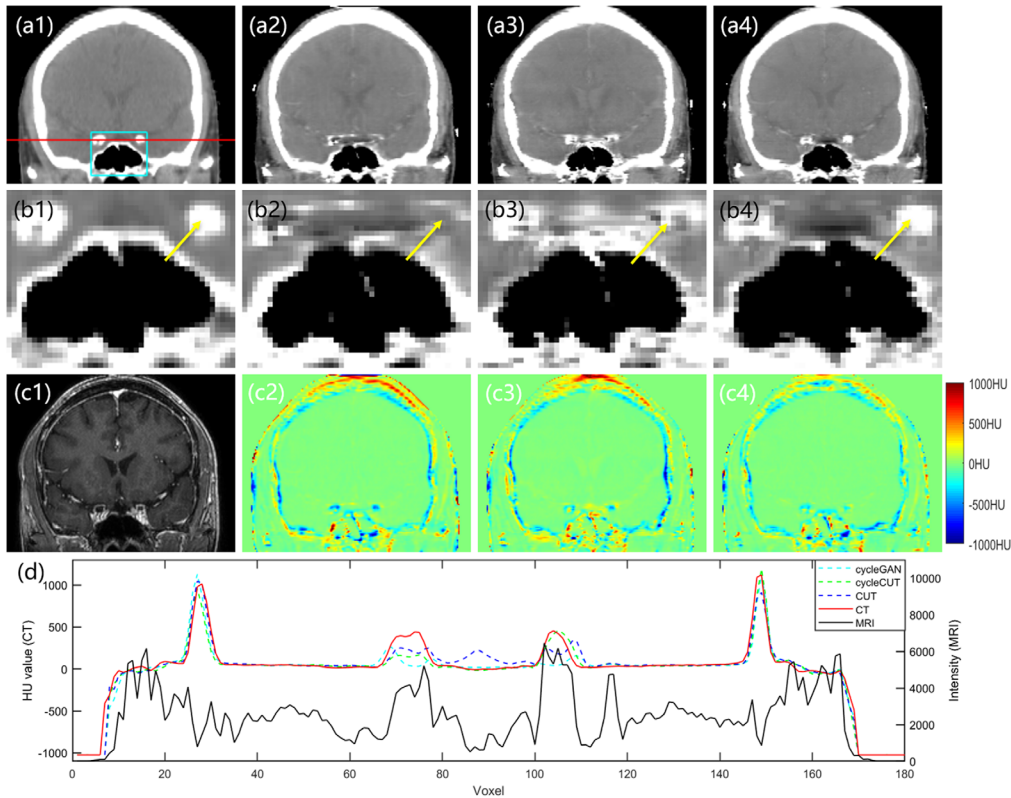 (a1)
(a2)
(a3)
(a4)
(b1)
(b2)
(b3)
(b4)
(c1)
(c2)
(c3)
(c4)
1000HU
500HU
0HU
-500HU
-1000HU
(d)
cycleGAN
cycleCUT
CUT
CT
MRI
HU value (CT)
1000
500
0
-500
-1000
10000
8000
6000
4000
2000
0
Intensity (MRI)
0 20 40 60 80 100 120 140 160 180
Voxel